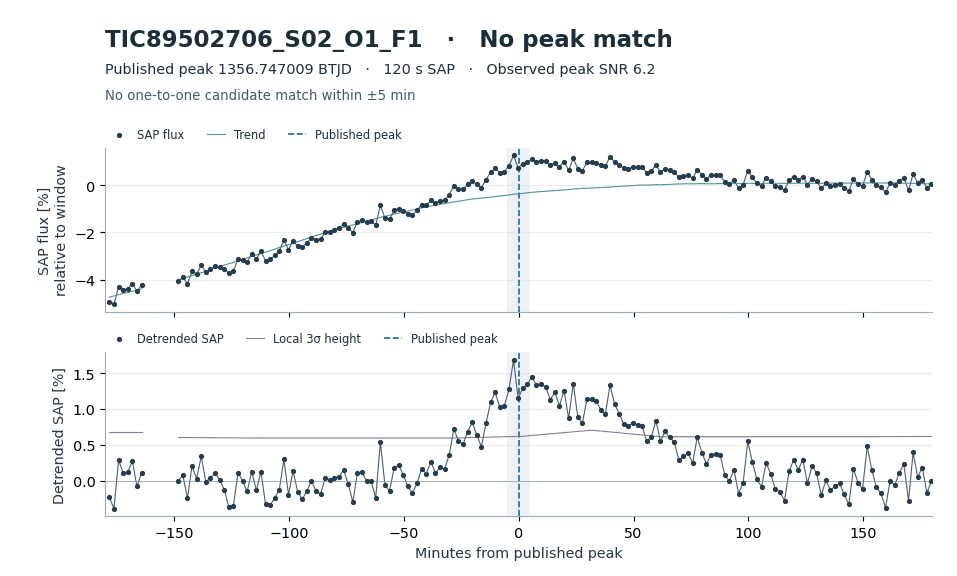 TIC89502706_S02_O1_F1 · No peak match
Published peak 1356.747009 BTJD · 120 s SAP · Observed peak SNR 6.2
No one-to-one candidate match within ±5 min
SAP flux Trend Published peak
SAP flux [%]
relative to window
0
−2
−4
Detrended SAP Local 3σ height Published peak
Detrended SAP [%]
1.5
1.0
0.5
0.0
−150 −100 −50 0 50 100 150
Minutes from published peak